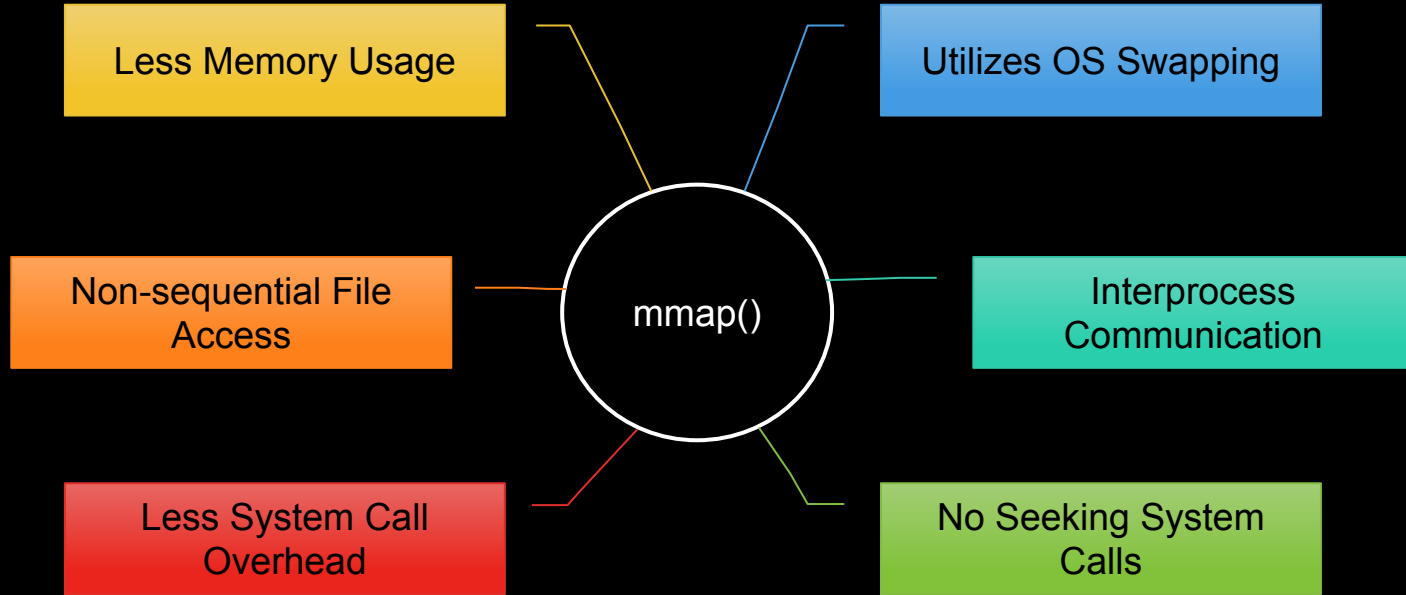 Less Memory Usage
Utilizes OS Swapping
Non-sequential File
Access
mmap()
Interprocess
Communication
Less System Call
Overhead
No Seeking System
Calls